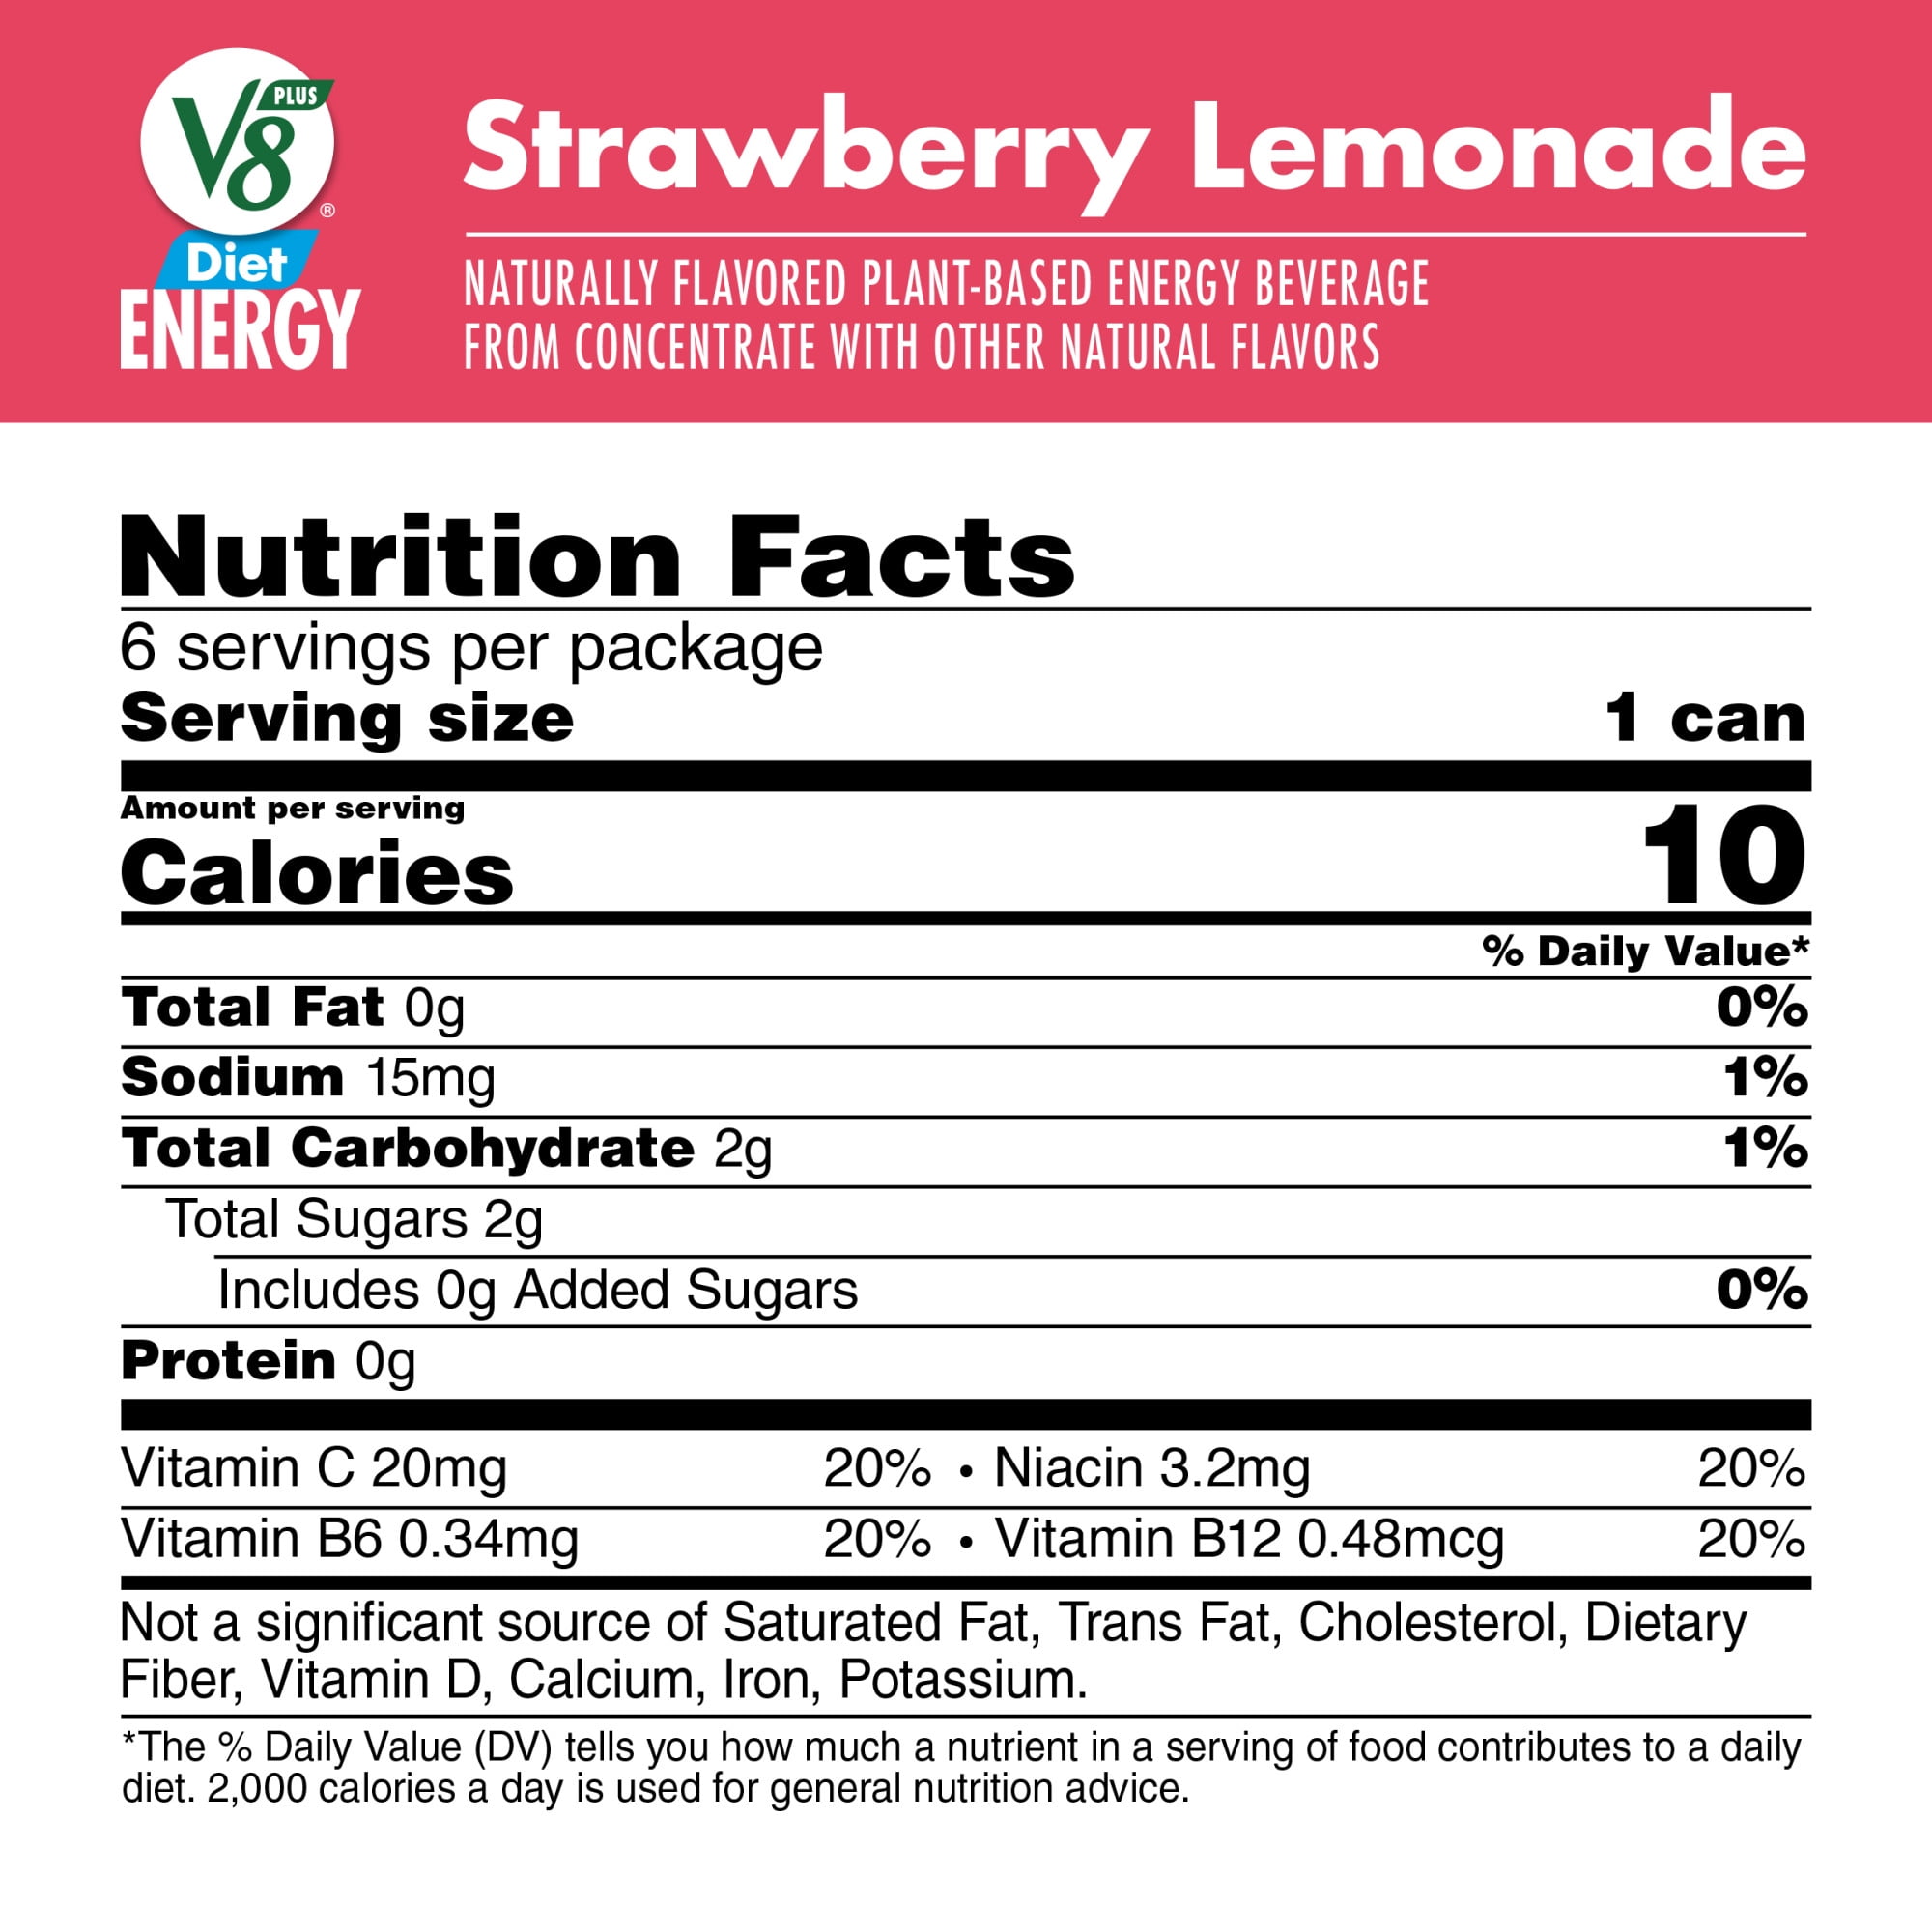 V8 PLUS
®
Diet
ENERGY
Strawberry Lemonade
NATURALLY FLAVORED PLANT-BASED ENERGY BEVERAGE
FROM CONCENTRATE WITH OTHER NATURAL FLAVORS
Nutrition Facts
6 servings per package
Serving size 1 can
Amount per serving
Calories 10
% Daily Value*
Total Fat 0g 0%
Sodium 15mg 1%
Total Carbohydrate 2g 1%
Total Sugars 2g
Includes 0g Added Sugars 0%
Protein 0g
Vitamin C 20mg 20% • Niacin 3.2mg 20%
Vitamin B6 0.34mg 20% • Vitamin B12 0.48mcg 20%
Not a significant source of Saturated Fat, Trans Fat, Cholesterol, Dietary
Fiber, Vitamin D, Calcium, Iron, Potassium.
*The % Daily Value (DV) tells you how much a nutrient in a serving of food contributes to a daily
diet. 2,000 calories a day is used for general nutrition advice.